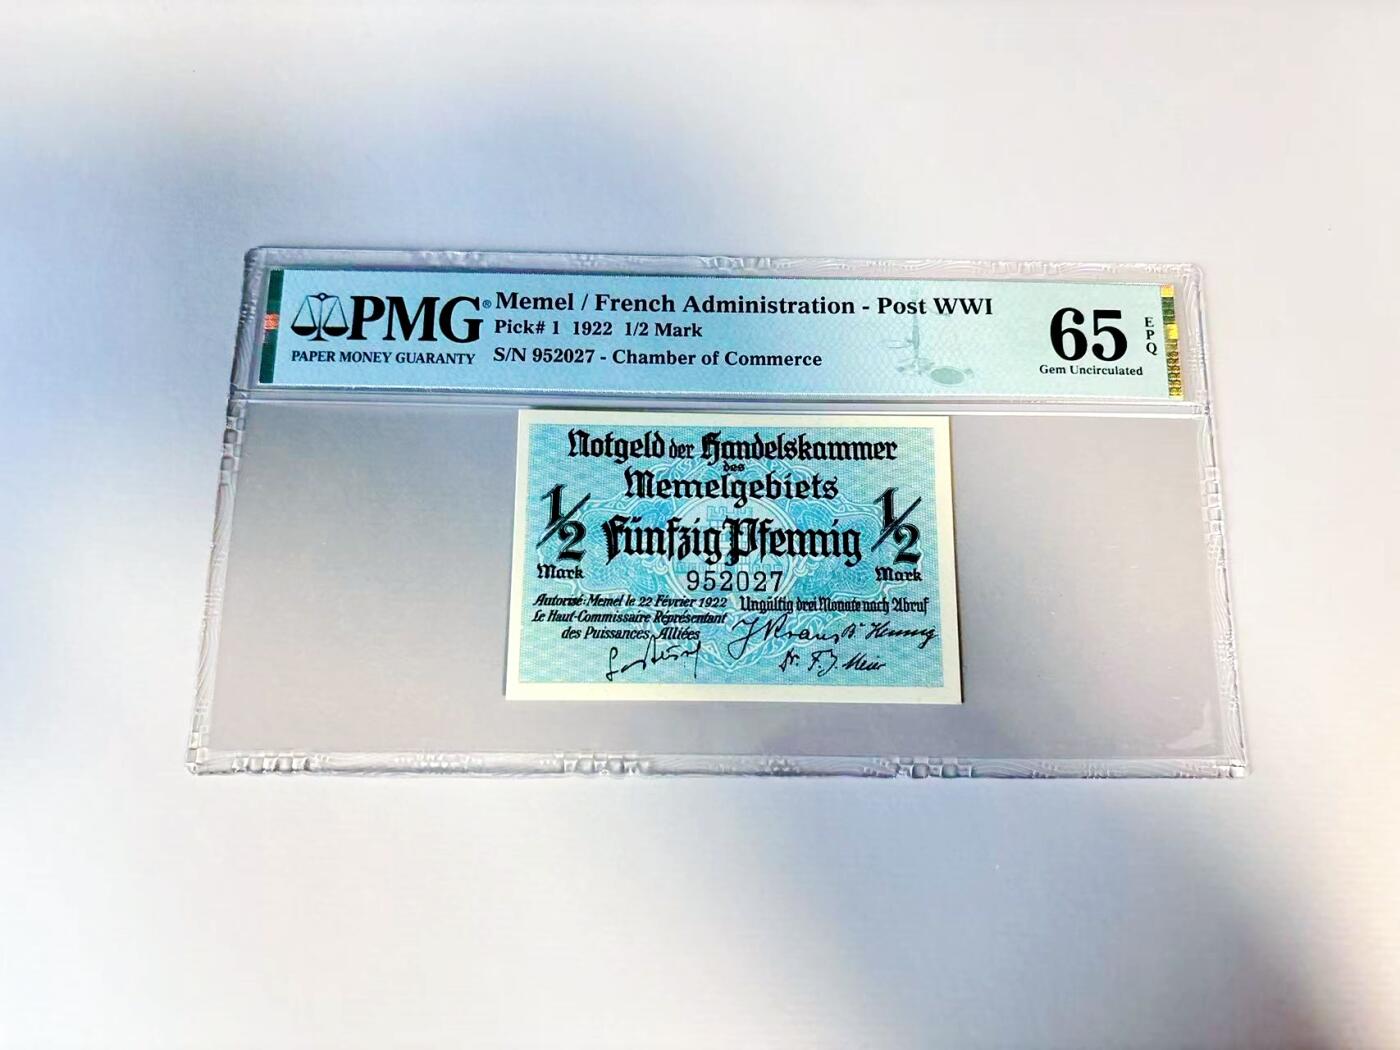 PMG® Memel / French Administration - Post WWI
PAPER MONEY GUARANTY
Pick# 1 1922 1/2 Mark
S/N 952027 - Chamber of Commerce
65 EPQ
Gem Uncirculated
Notgeld der Handelskammer
des
Memelgebiets
1/2 Fünfzig Pfennig 1/2
Mark 952027 Mark
Autorisé: Memel le 22 Février 1922
Le Haut-Commissaire Représentant
des Puissances Alliées
Ungültig drei Monate nach Abruf